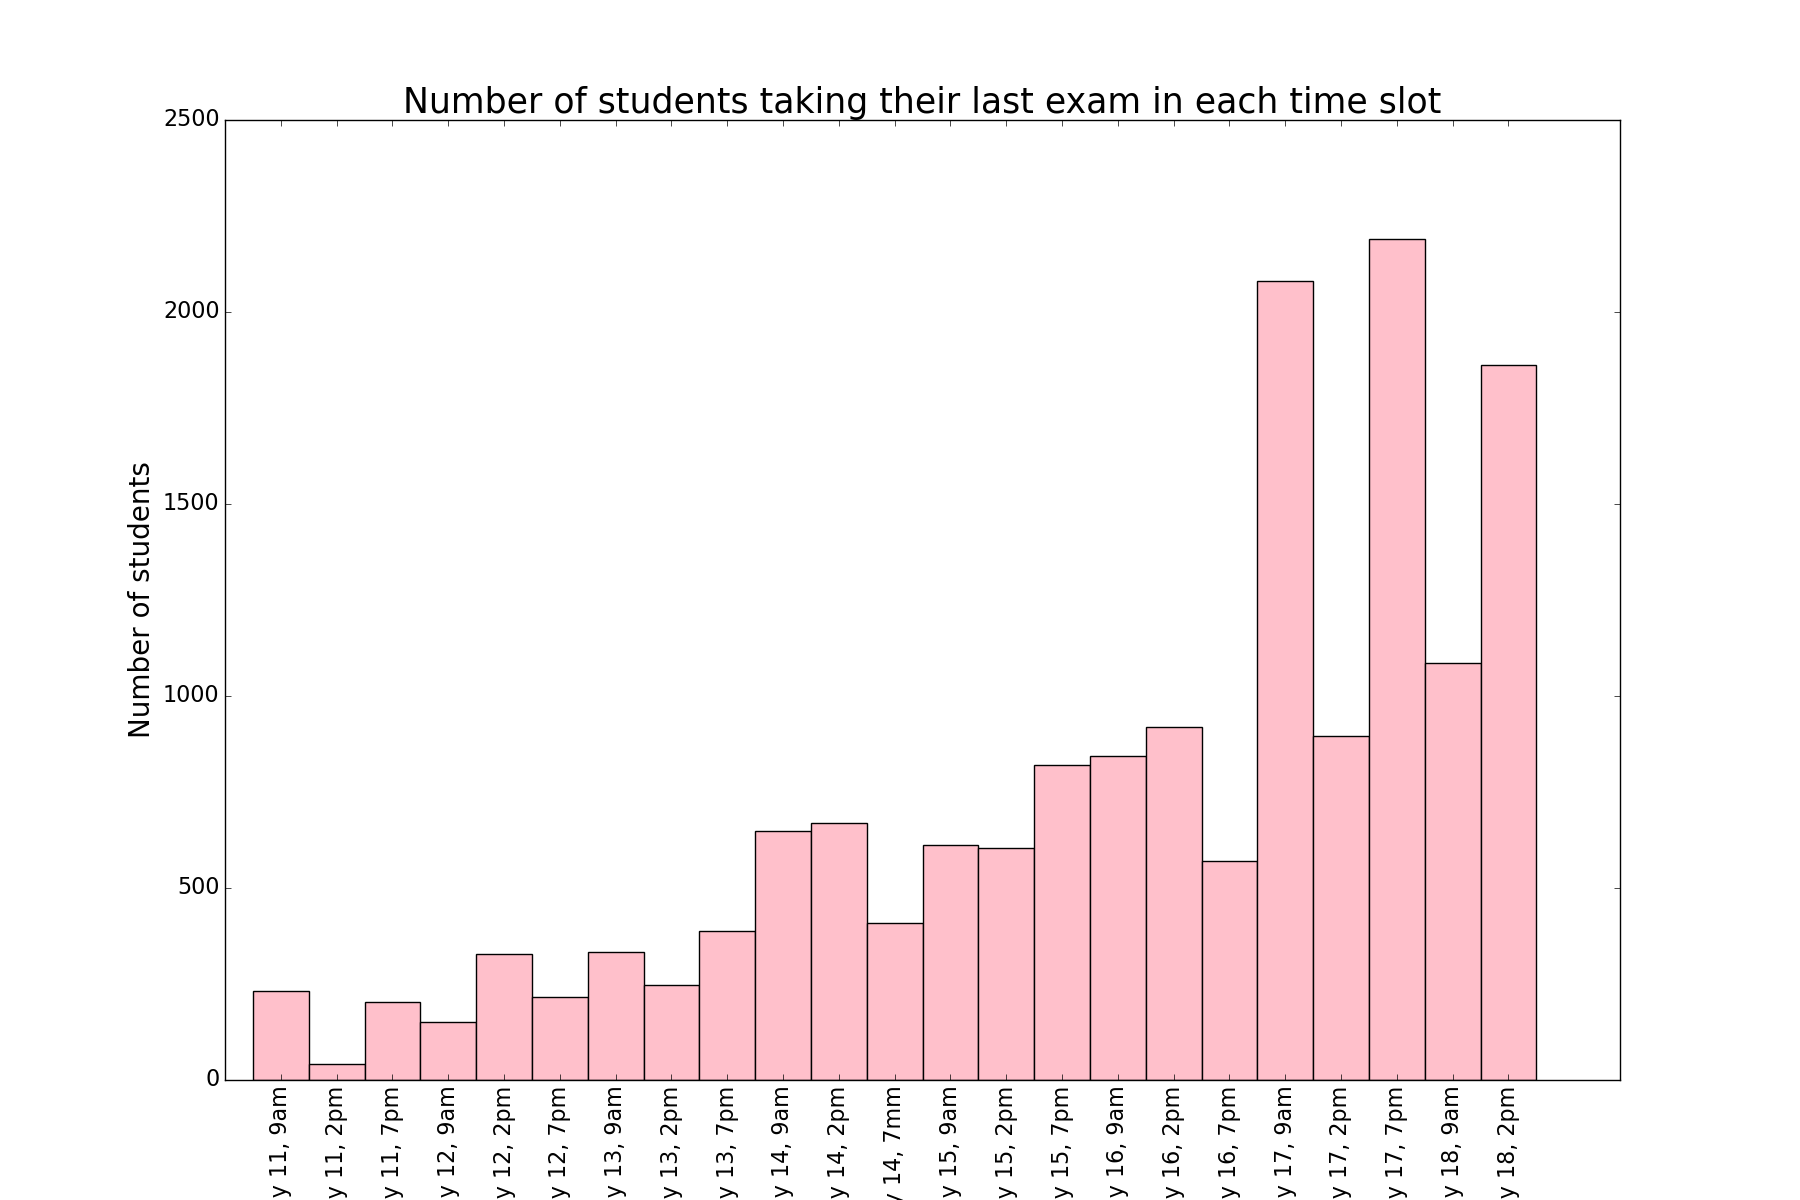 Number of students taking their last exam in each time slot
Number of students
2500
2000
1500
1000
500
0
y 11, 9am
y 11, 2pm
y 11, 7pm
y 12, 9am
y 12, 2pm
y 12, 7pm
y 13, 9am
y 13, 2pm
y 13, 7pm
y 14, 9am
y 14, 2pm
y 14, 7mm
y 15, 9am
y 15, 2pm
y 15, 7pm
y 16, 9am
y 16, 2pm
y 16, 7pm
y 17, 9am
y 17, 2pm
y 17, 7pm
y 18, 9am
y 18, 2pm